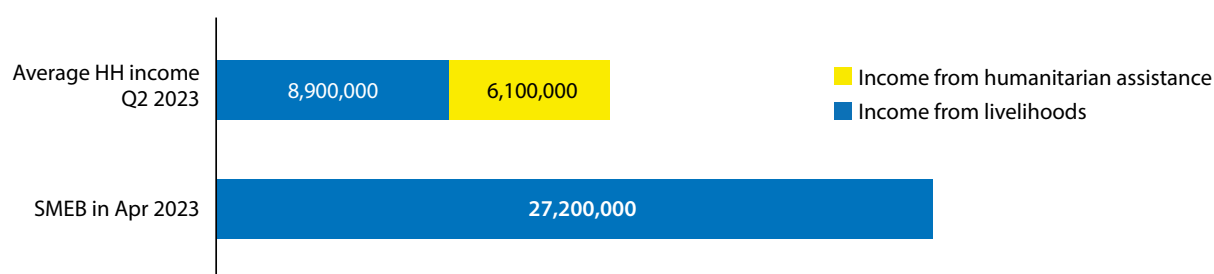 Average HH income
Q2 2023
8,900,000
6,100,000
Income from humanitarian assistance
Income from livelihoods
SMEB in Apr 2023
27,200,000